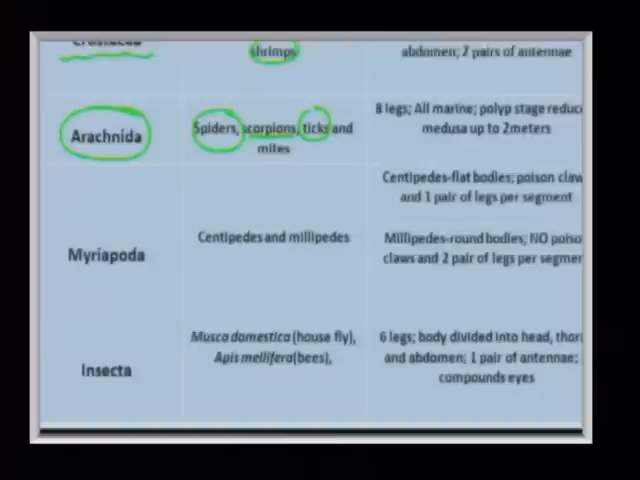 Crustacea
shrimps
abdomen; 2 pairs of antennae
Arachnida
Spiders, scorpions, ticks and
mites
8 legs; All marine; polyp stage reduc
medusa up to 2meters
Myriapoda
Centipedes and millipedes
Centipedes-flat bodies; poison claw
and 1 pair of legs per segment
Millipedes-round bodies; NO poiso
claws and 2 pair of legs per segmen
Insecta
Musca domestica (house fly),
Apis mellifera(bees),
6 legs; body divided into head, thor
and abdomen; 1 pair of antennae;
compounds eyes